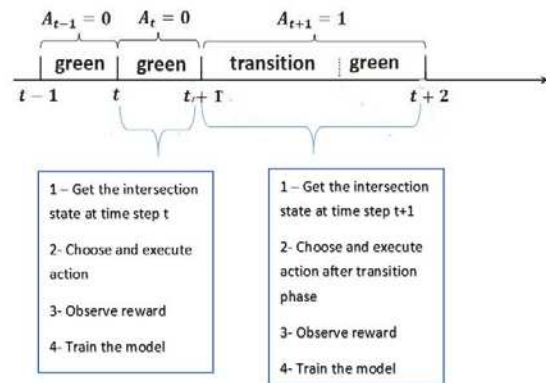 A_{t-1} = 0 A_t = 0 A_{t+1} = 1
green green transition green
t − 1 t t + 1 t + 2
1 – Get the intersection
state at time step t
2- Choose and execute
action
3- Observe reward
4- Train the model
1 – Get the intersection
state at time step t+1
2- Choose and execute
action after transition
phase
3- Observe reward
4- Train the model